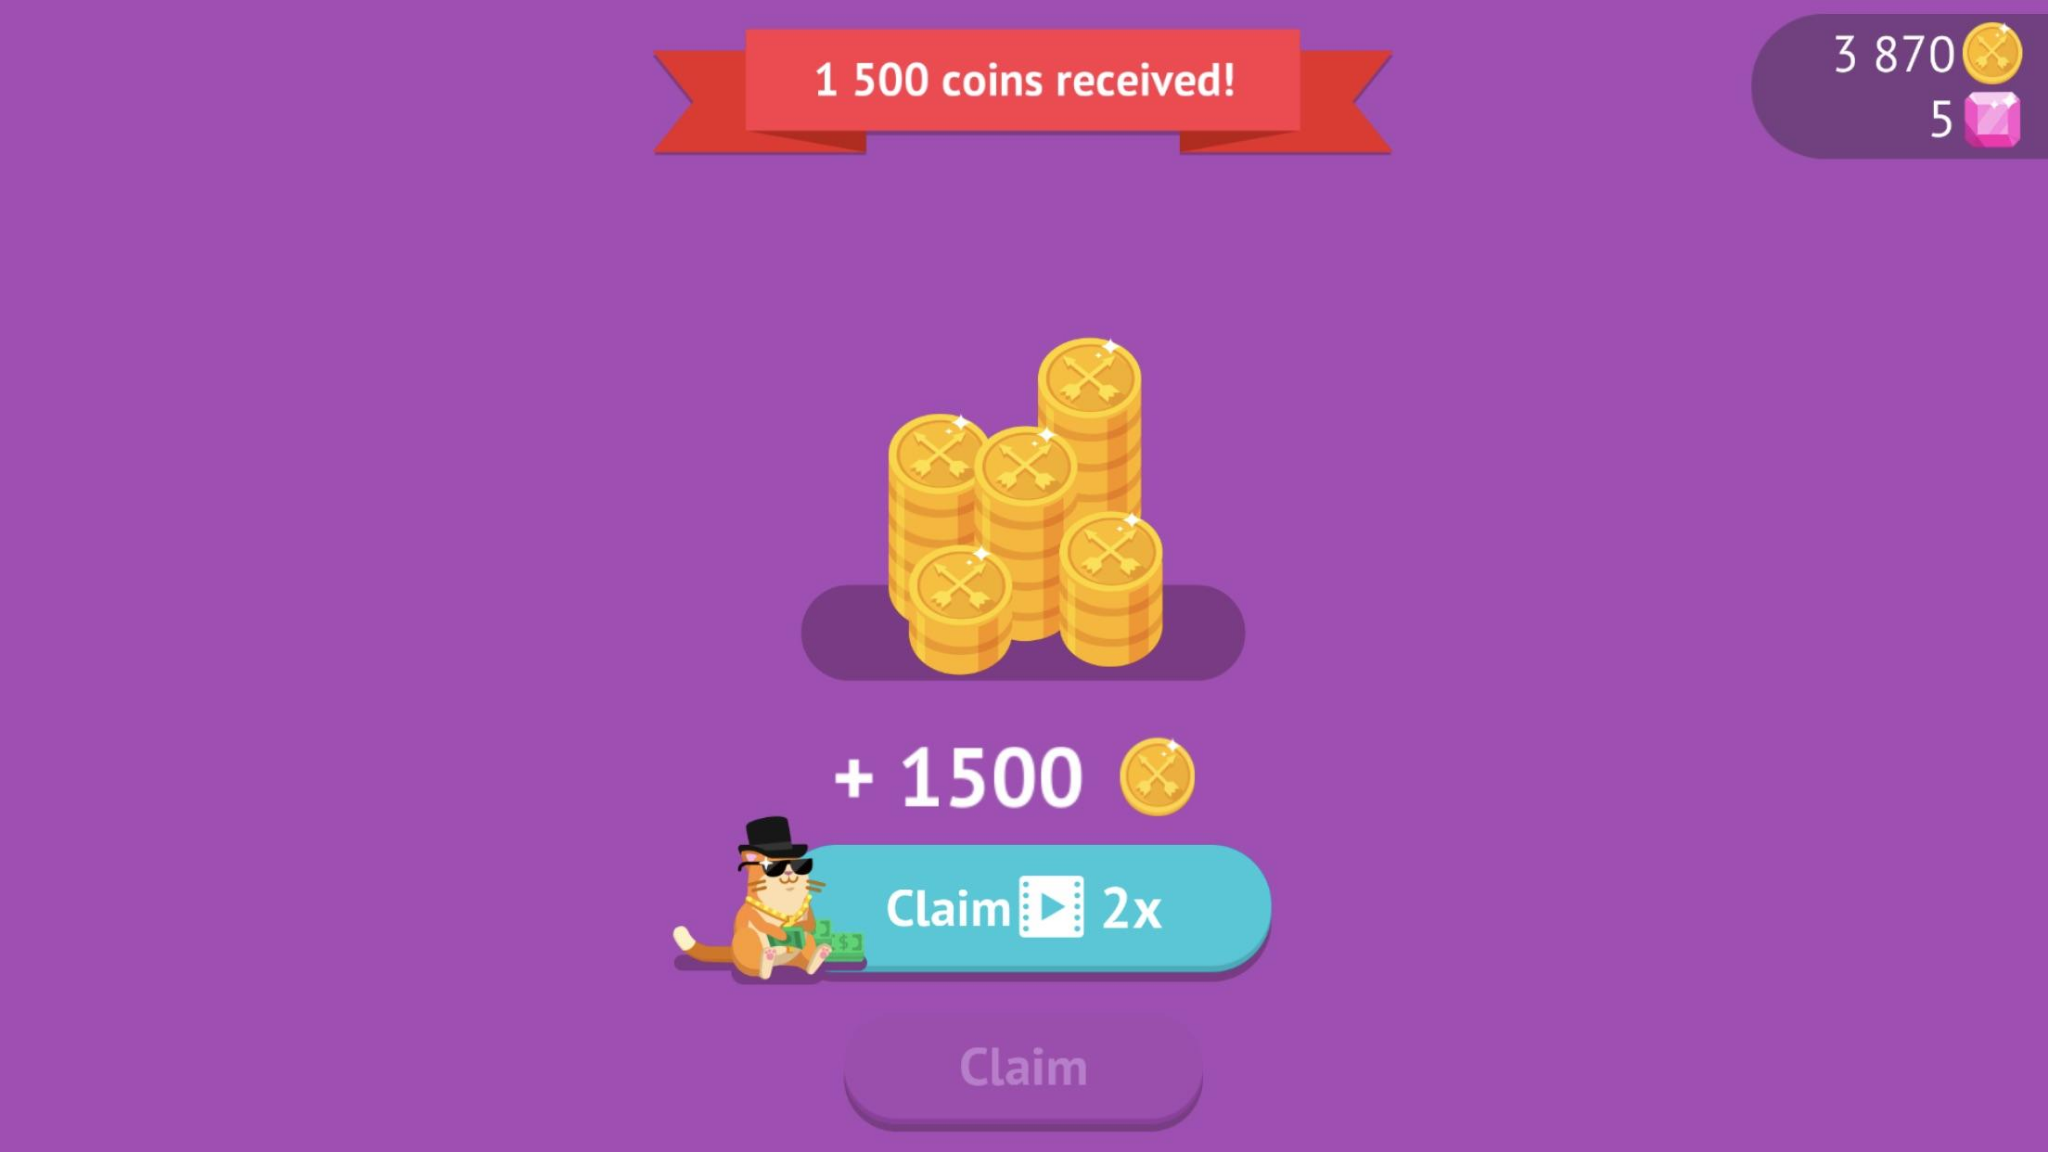 1 500 coins received!
3 870
5
+ 1500
Claim 2x
Claim